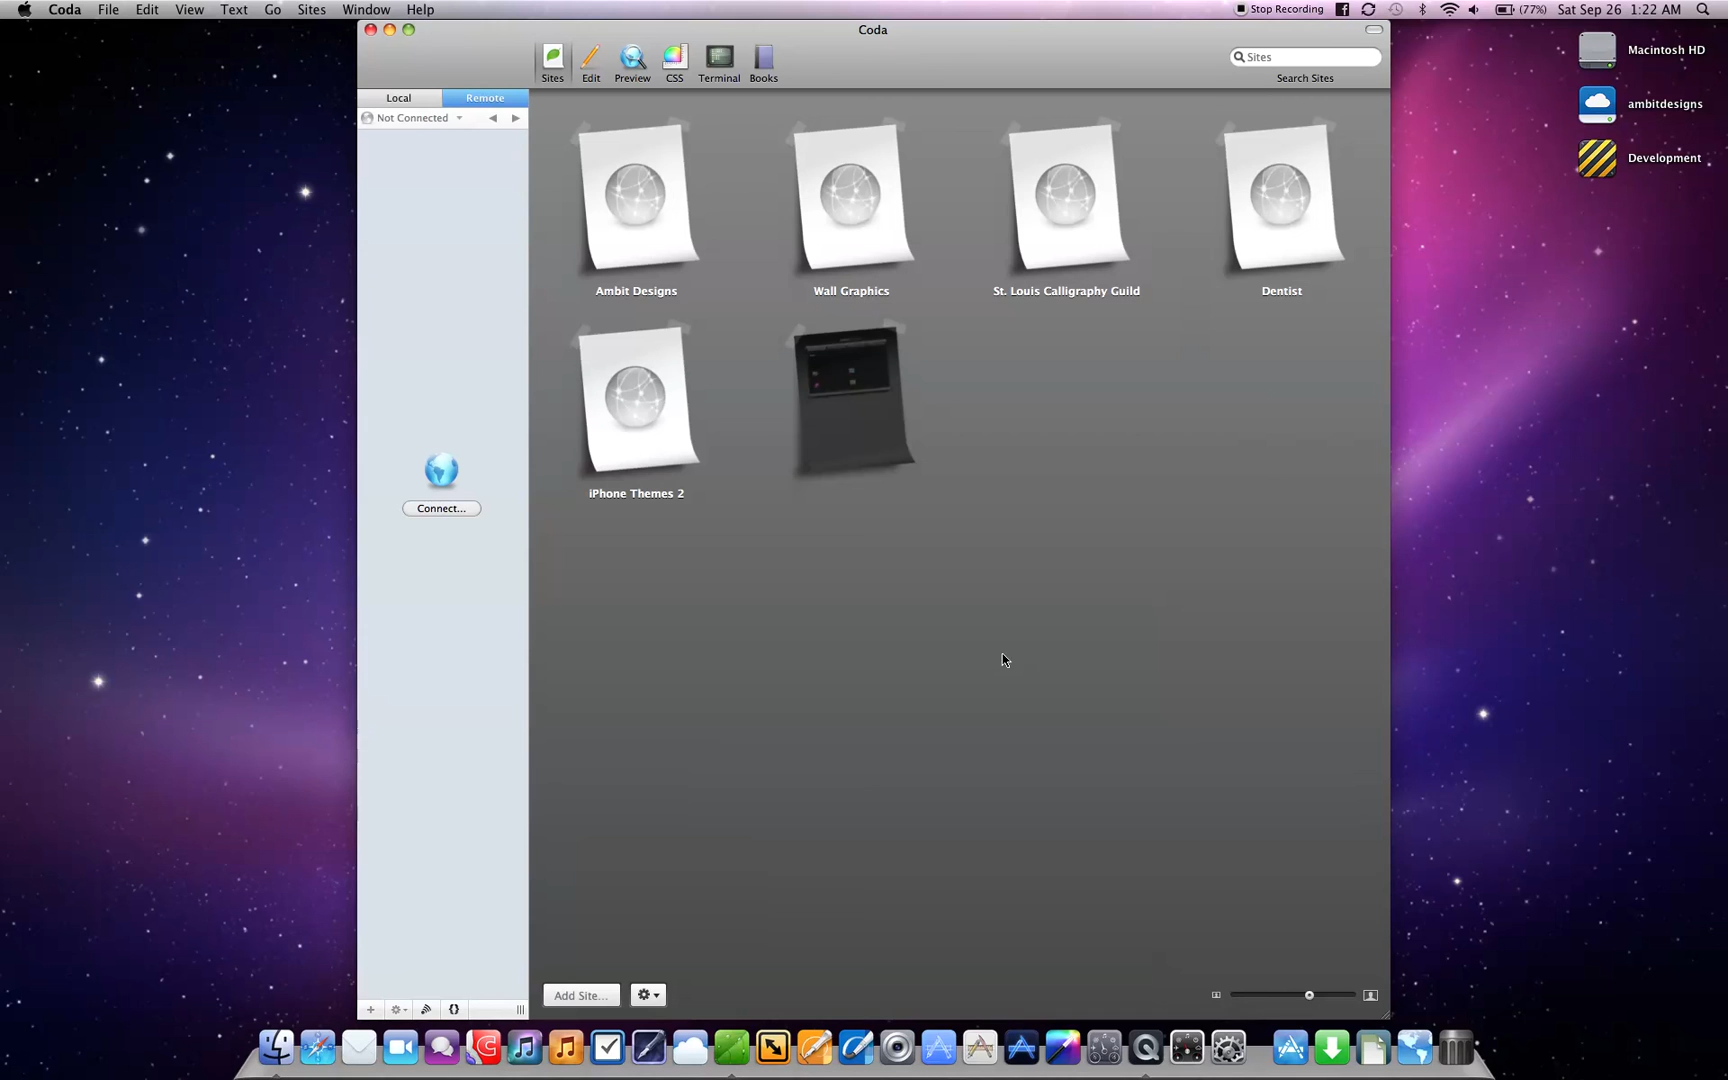 Coda File Edit View Text Go Sites Window Help Stop Recording (77%) Sat Sep 26 1:22 AM
Coda
Sites Edit Preview CSS Terminal Books
Sites
Search Sites
Local Remote
Not Connected
Ambit Designs Wall Graphics St. Louis Calligraphy Guild Dentist
iPhone Themes 2
Connect...
Add Site...
Macintosh HD
ambitdesigns
Development